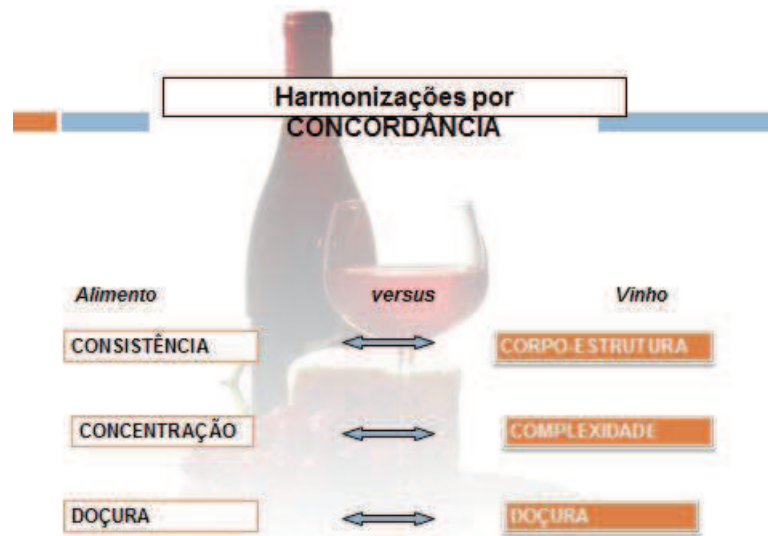 Harmonizações por
CONCORDÂNCIA
Alimento versus Vinho
CONSISTÊNCIA CORPO-ESTRUTURA
CONCENTRAÇÃO COMPLEXIDADE
DOÇURA DOÇURA